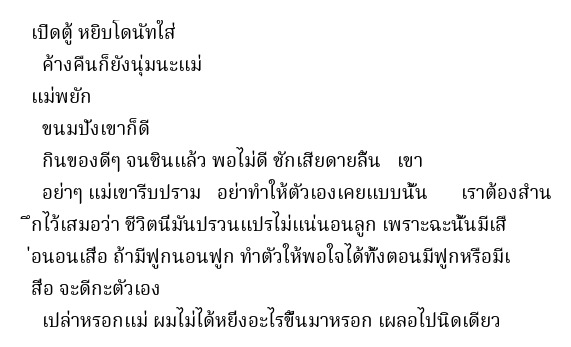 เปิดตู้ หยิบโดนัทใส่
ค้างคืนก็ยังนุ่มนะแม่
แม่พยัก
ขนมปังเขาก็ดี
กินของดีๆ จนชินแล้ว พอไม่ดี ชักเสียดายลิ้น เขา
อย่าๆ แม่เขารีบปราม อย่าทำให้ตัวเองเคยแบบนั้น เราต้องสำน
ึกไว้เสมอว่า ชีวิตนี้มันปรวนแปรไม่แน่นอนลูก เพราะฉะนั้นมีเสื
่อนอนเสื่อ ถ้ามีฟูกนอนฟูก ทำตัวให้พอใจได้ทั้งตอนมีฟูกหรือมีเ
สื่อ จะดีกะตัวเอง
เปล่าหรอกแม่ ผมไม่ได้หยิ่งอะไรขึ้นมาหรอก เผลอไปนิดเดียว